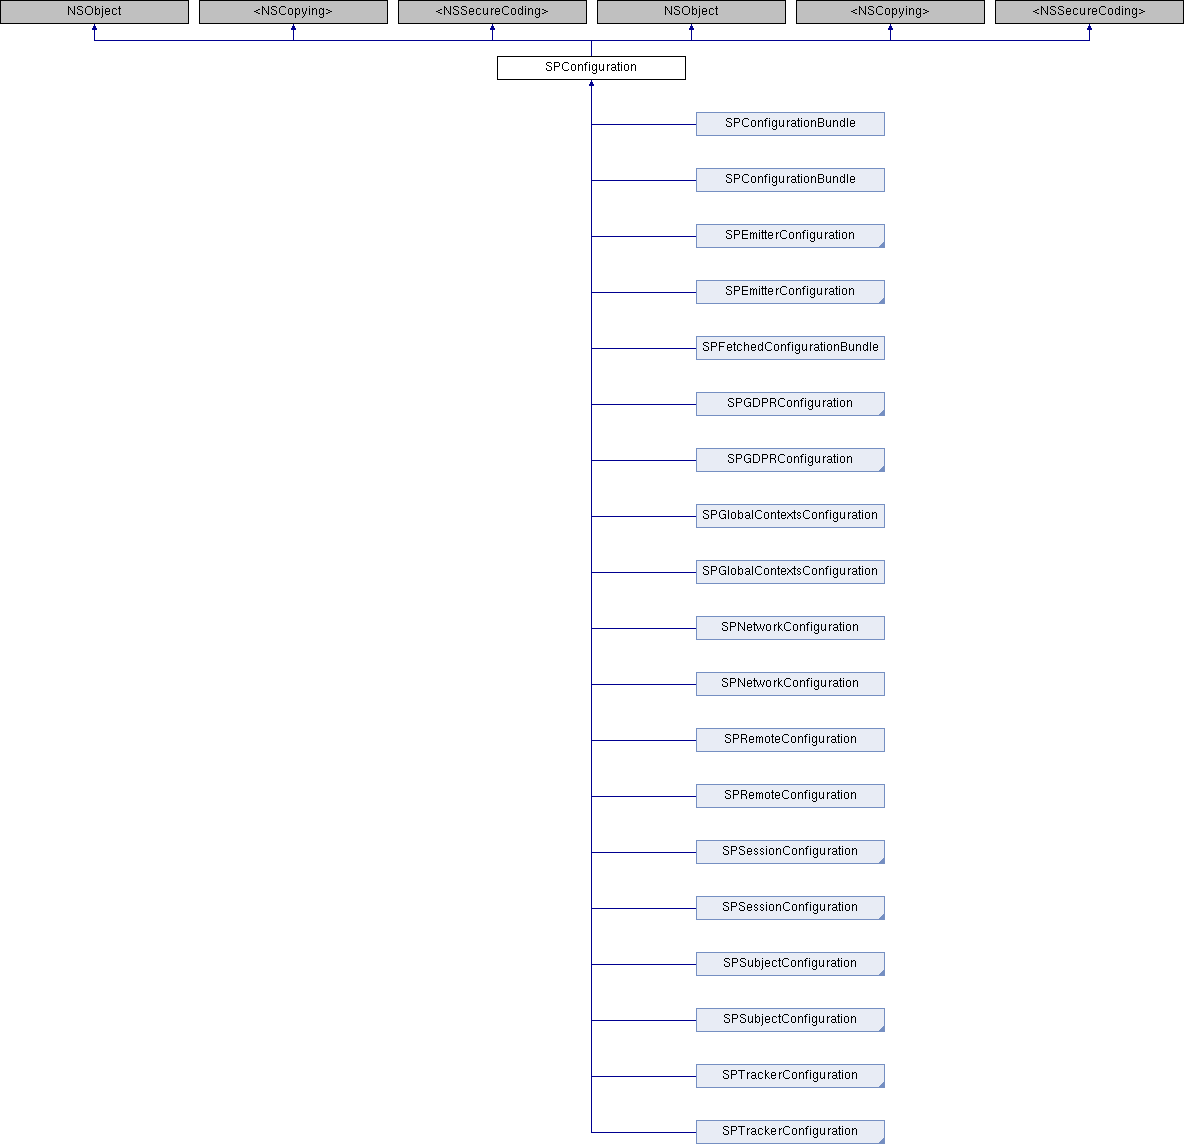 NSObject
<NSCopying>
<NSSecureCoding>
NSObject
<NSCopying>
<NSSecureCoding>
SPConfiguration
SPConfigurationBundle
SPConfigurationBundle
SPEmitterConfiguration
SPEmitterConfiguration
SPFetchedConfigurationBundle
SPGDPRConfiguration
SPGDPRConfiguration
SPGlobalContextsConfiguration
SPGlobalContextsConfiguration
SPNetworkConfiguration
SPNetworkConfiguration
SPRemoteConfiguration
SPRemoteConfiguration
SPSessionConfiguration
SPSessionConfiguration
SPSubjectConfiguration
SPSubjectConfiguration
SPTrackerConfiguration
SPTrackerConfiguration